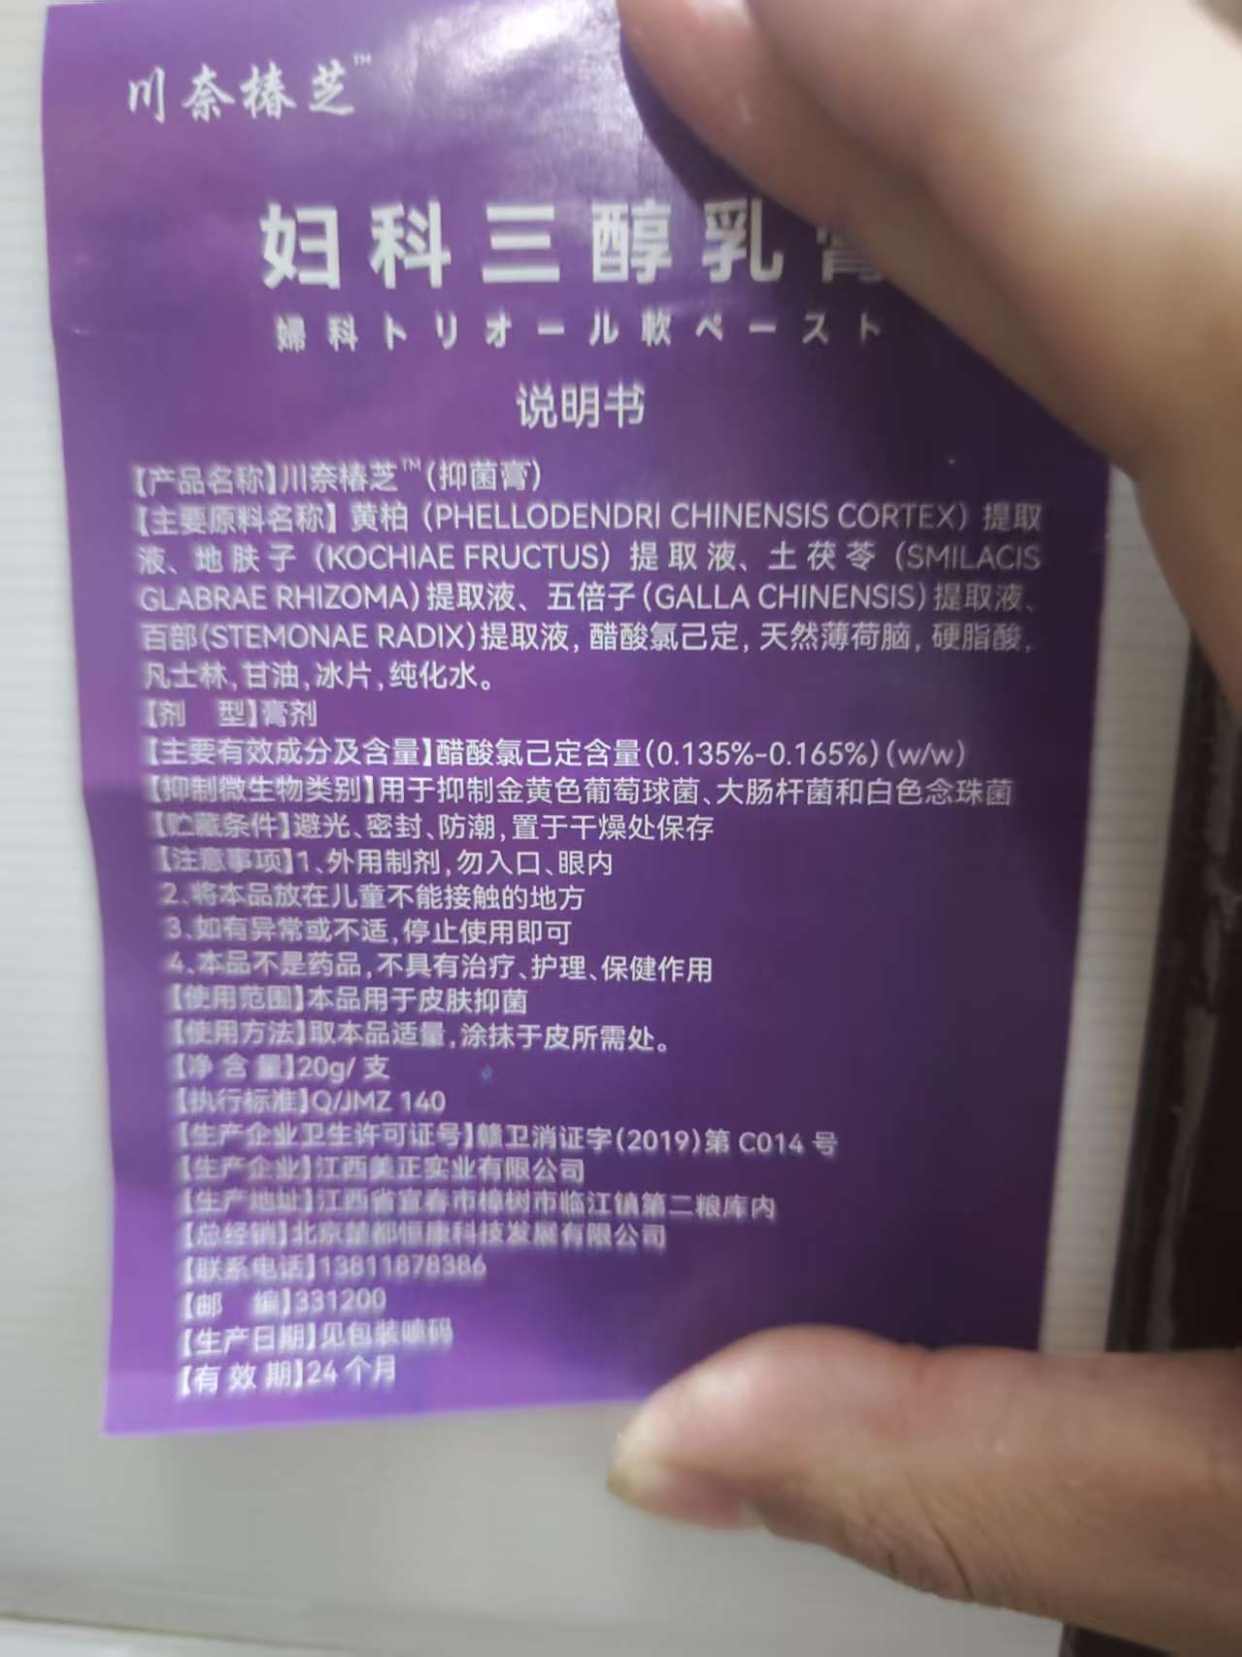 川奈椿芝™
妇科三醇乳膏
婦科トリオール軟ペースト
说明书
【产品名称】川奈椿芝™(抑菌膏)
【主要原料名称】黄柏（PHELLODENDRI CHINENSIS CORTEX）提取
液、地肤子（KOCHIAE FRUCTUS）提取液、土茯苓（SMILACIS
GLABRAE RHIZOMA)提取液、五倍子(GALLA CHINENSIS)提取液、
百部(STEMONAE RADIX)提取液,醋酸氯己定,天然薄荷脑,硬脂酸,
凡士林,甘油,冰片,纯化水。
【剂 型】膏剂
【主要有效成分及含量】醋酸氯己定含量(0.135%-0.165%)(w/w)
【抑制微生物类别】用于抑制金黄色葡萄球菌、大肠杆菌和白色念珠菌
【贮藏条件】避光、密封、防潮,置于干燥处保存
【注意事项】1、外用制剂,勿入口、眼内
2、将本品放在儿童不能接触的地方
3、如有异常或不适,停止使用即可
4、本品不是药品,不具有治疗、护理、保健作用
【使用范围】本品用于皮肤抑菌
【使用方法】取本品适量,涂抹于皮所需处。
【净含量】20g/支
【执行标准】Q/JMZ 140
【生产企业卫生许可证号】赣卫消证字(2019)第 C014 号
【生产企业】江西美正实业有限公司
【生产地址】江西省宜春市樟树市临江镇第二粮库内
【总经销】北京楚都恒康科技发展有限公司
【联系电话】13811878386
【邮 编】331200
【生产日期】见包装喷码
【有效期】24个月